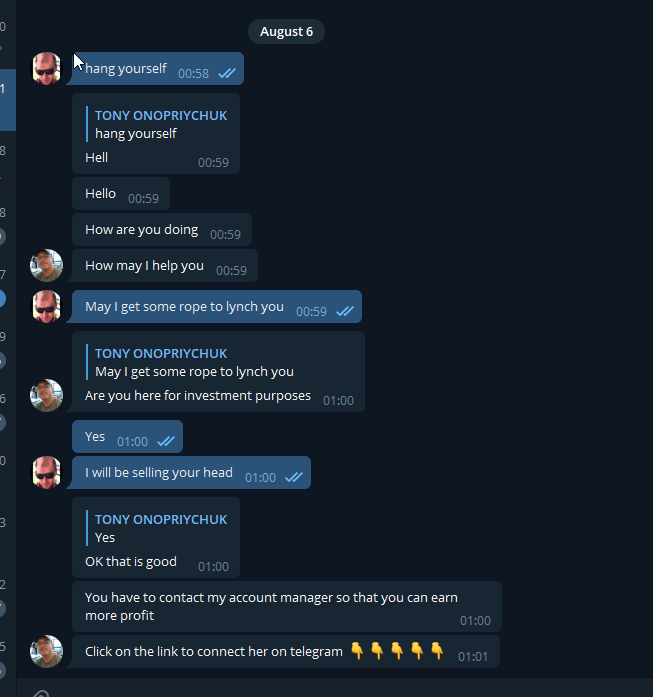 August 6
hang yourself 00:58
TONY ONOPRIYCHUK
hang yourself
Hell 00:59
Hello 00:59
How are you doing 00:59
How may I help you 00:59
May I get some rope to lynch you 00:59
TONY ONOPRIYCHUK
May I get some rope to lynch you
Are you here for investment purposes 01:00
Yes 01:00
I will be selling your head 01:00
TONY ONOPRIYCHUK
Yes
OK that is good 01:00
You have to contact my account manager so that you can earn
more profit 01:00
Click on the link to connect her on telegram 👇👇👇👇👇 01:01